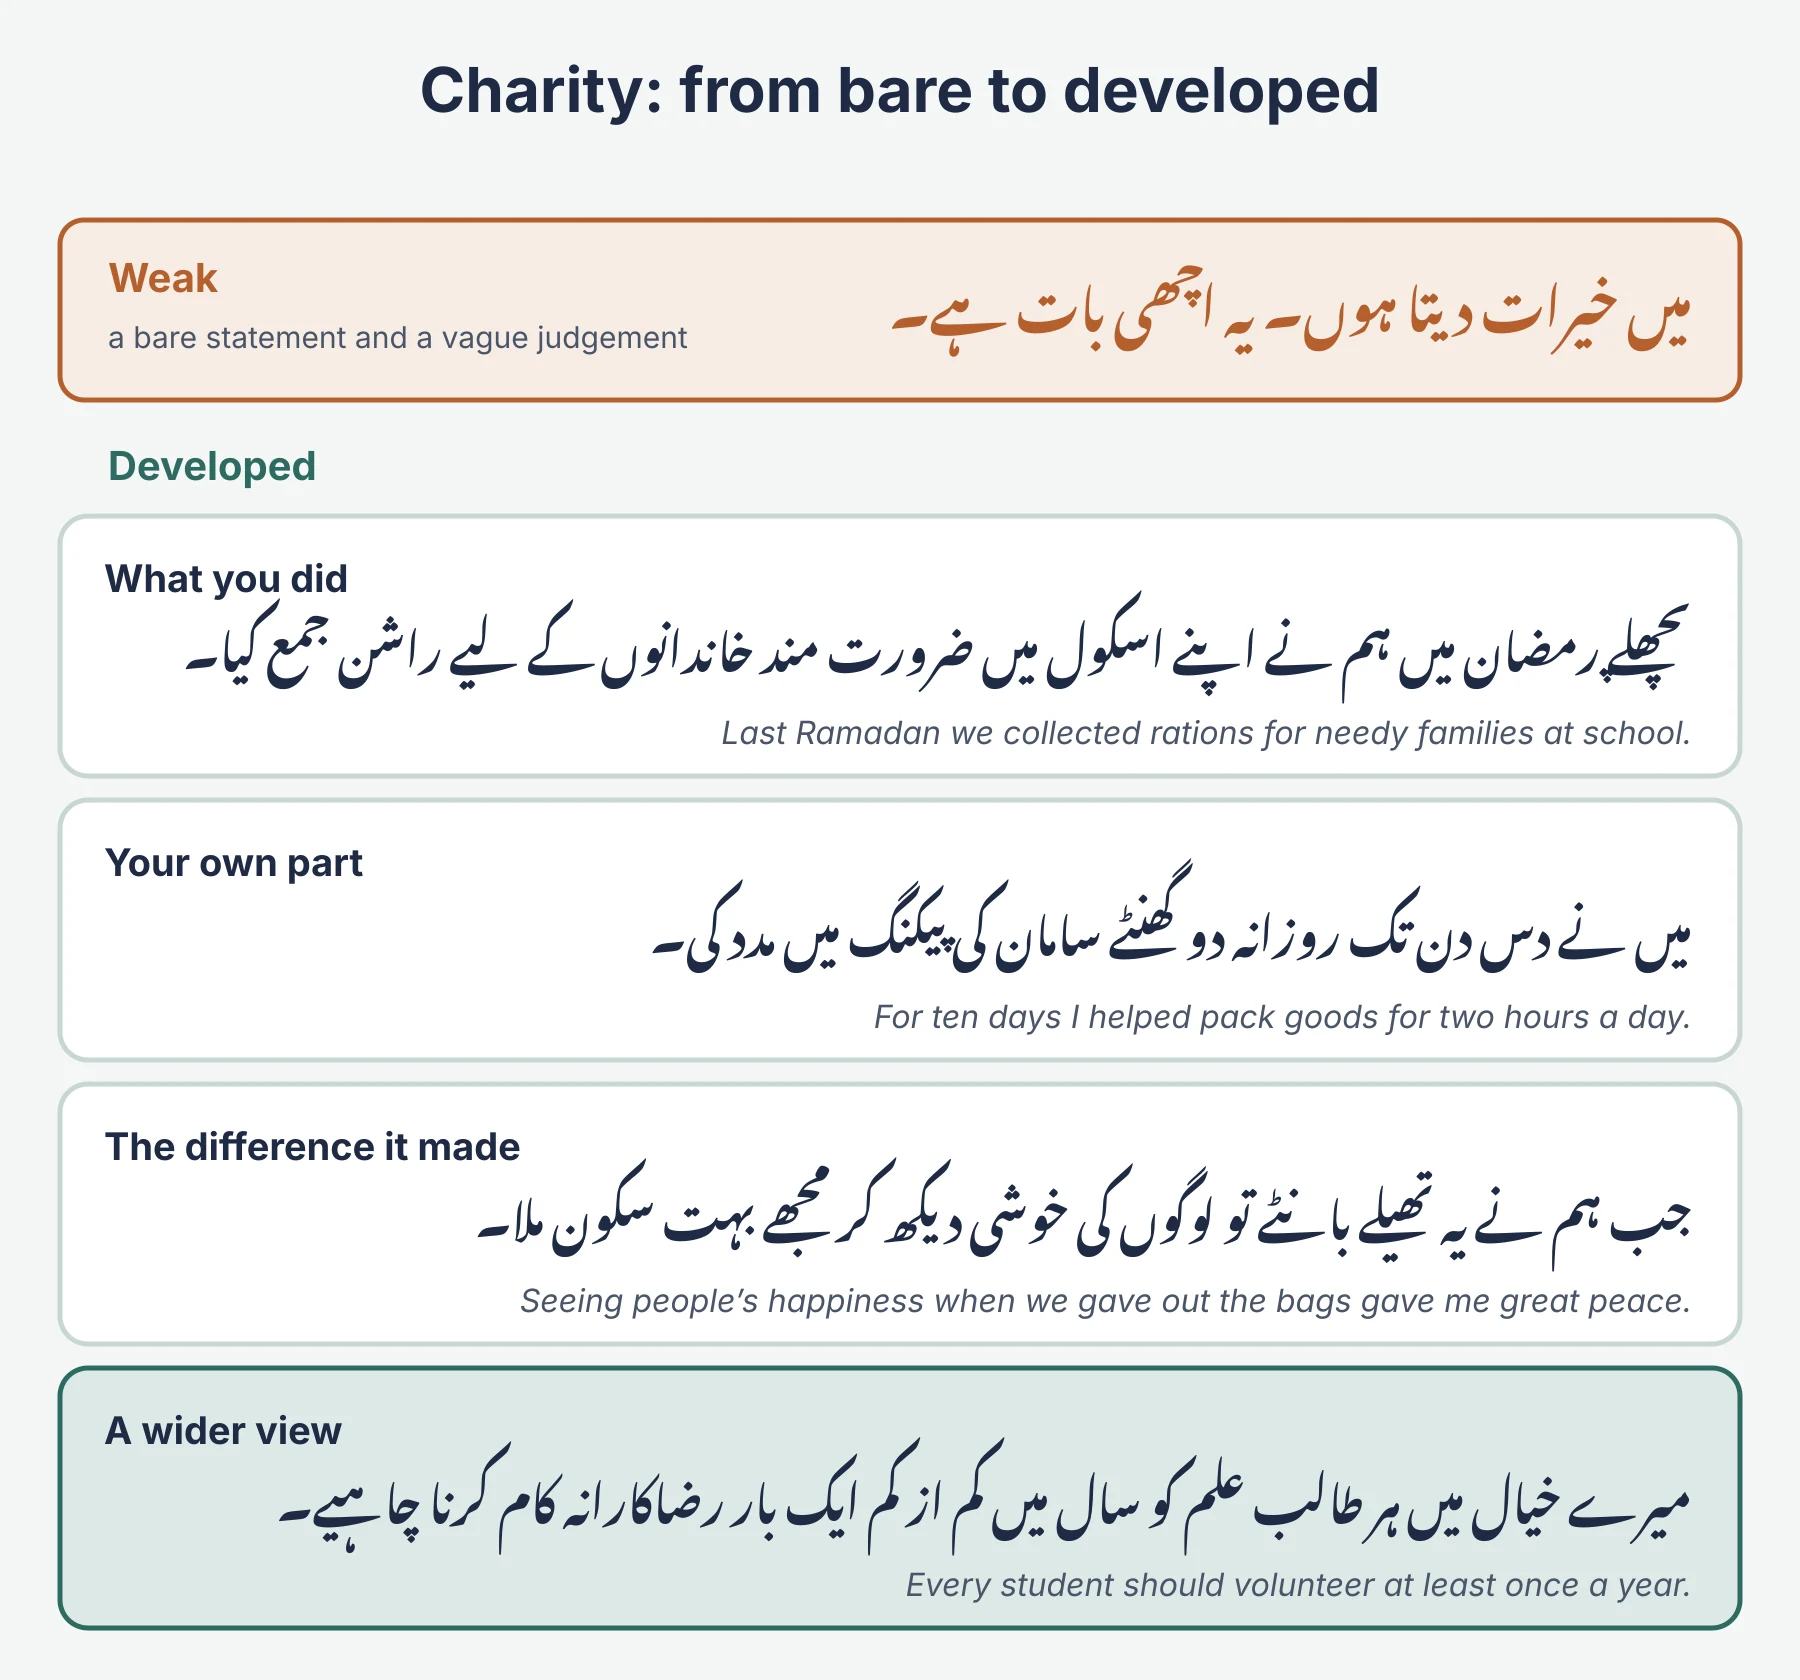 Charity: from bare to developed
Weak
میں خیرات دیتا ہوں۔ یہ اچھی بات ہے۔
a bare statement and a vague judgement
Developed
What you did
پچھلے رمضان میں ہم نے اپنے اسکول میں ضرورت مند خاندانوں کے لیے راشن جمع کیا۔
Last Ramadan we collected rations for needy families at school.
Your own part
میں نے دس دن تک روزانہ دو گھنٹے سامان کی پیکنگ میں مدد کی۔
For ten days I helped pack goods for two hours a day.
The difference it made
جب ہم نے یہ تھیلے بانٹے تو لوگوں کی خوشی دیکھ کر مجھے بہت سکون ملا۔
Seeing people’s happiness when we gave out the bags gave me great peace.
A wider view
میرے خیال میں ہر طالب علم کو سال میں کم از کم ایک بار رضاکارانہ کام کرنا چاہیے۔
Every student should volunteer at least once a year.